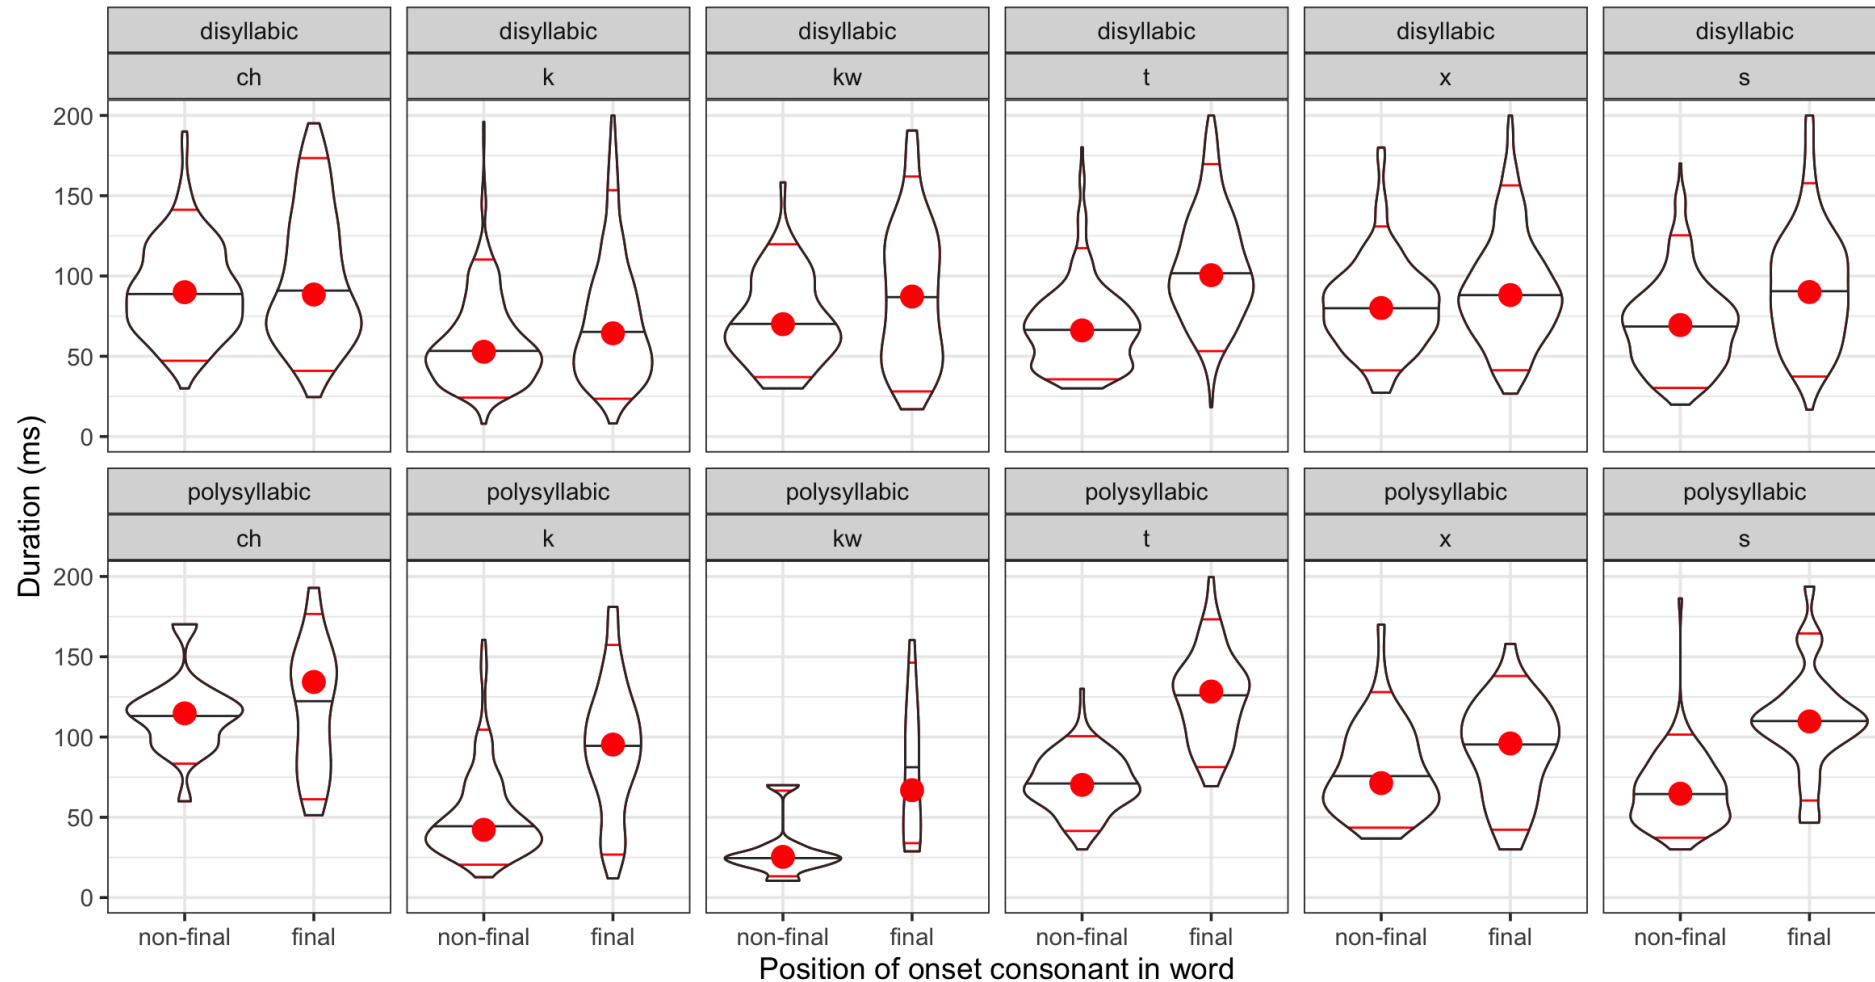 disyllabic disyllabic disyllabic disyllabic disyllabic disyllabic
ch k kw t x s
200
150
100
50
0
polysyllabic polysyllabic polysyllabic polysyllabic polysyllabic polysyllabic
ch k kw t x s
200
150
100
50
0
non-final final non-final final non-final final non-final final non-final final non-final final
Position of onset consonant in word
Duration (ms)